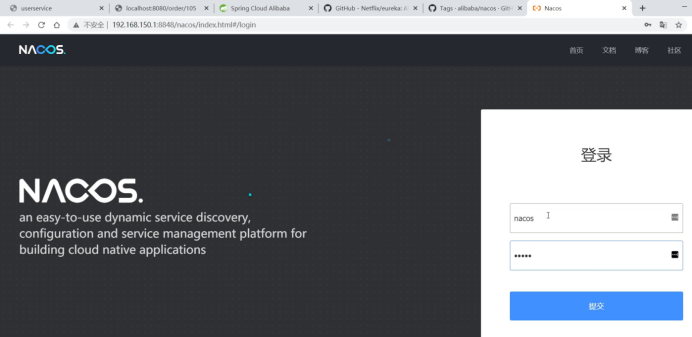 userservice
localhost:8080/order/105
Spring Cloud Alibaba
GitHub - Netflix/eureka: A
Tags · alibaba/nacos · Git
Nacos
不安全 | 192.168.150.1:8848/nacos/index.html#/login
NACOS.
首页 文档 博客 社区
登录
NACOS.
an easy-to-use dynamic service discovery,
configuration and service management platform for
building cloud native applications
nacos
提交